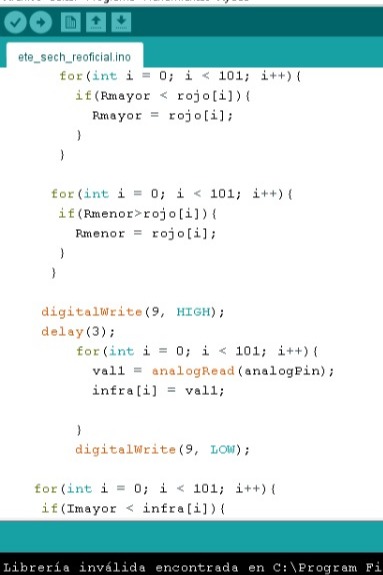 ete_sech_reoficial.ino
for(int i = 0; i < 101; i++){
if(Rmayor < rojo[i]){
Rmayor = rojo[i];
}
}
for(int i = 0; i < 101; i++){
if(Rmenor>rojo[i]){
Rmenor = rojo[i];
}
}
digitalWrite(9, HIGH);
delay(3);
for(int i = 0; i < 101; i++){
val1 = analogRead(analogPin);
infra[i] = val1;
}
digitalWrite(9, LOW);
for(int i = 0; i < 101; i++){
if(Imayor < infra[i]){
Librería inválida encontrada en C:\Program Fi